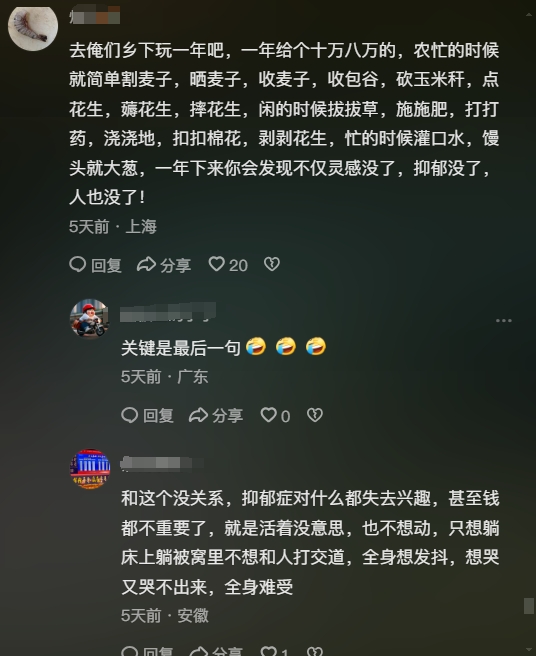 去俺们乡下玩一年吧，一年给个十万八万的，农忙的时候
就简单割麦子，晒麦子，收麦子，收包谷，砍玉米秆，点
花生，薅花生，摔花生，闲的时候拔拔草，施施肥，打打
药，浇浇地，扣扣棉花，剥剥花生，忙的时候灌口水，馒
头就大葱，一年下来你会发现不仅灵感没了，抑郁没了，
人也没了！
5天前·上海
回复 分享 20
关键是最后一句🤣🤣🤣
5天前·广东
回复 分享 0
和这个没关系，抑郁症对什么都失去兴趣，甚至钱
都不重要了，就是活着没意思，也不想动，只想躺
床上躺被窝里不想和人打交道，全身想发抖，想哭
又哭不出来，全身难受
5天前·安徽
回复 分享 1